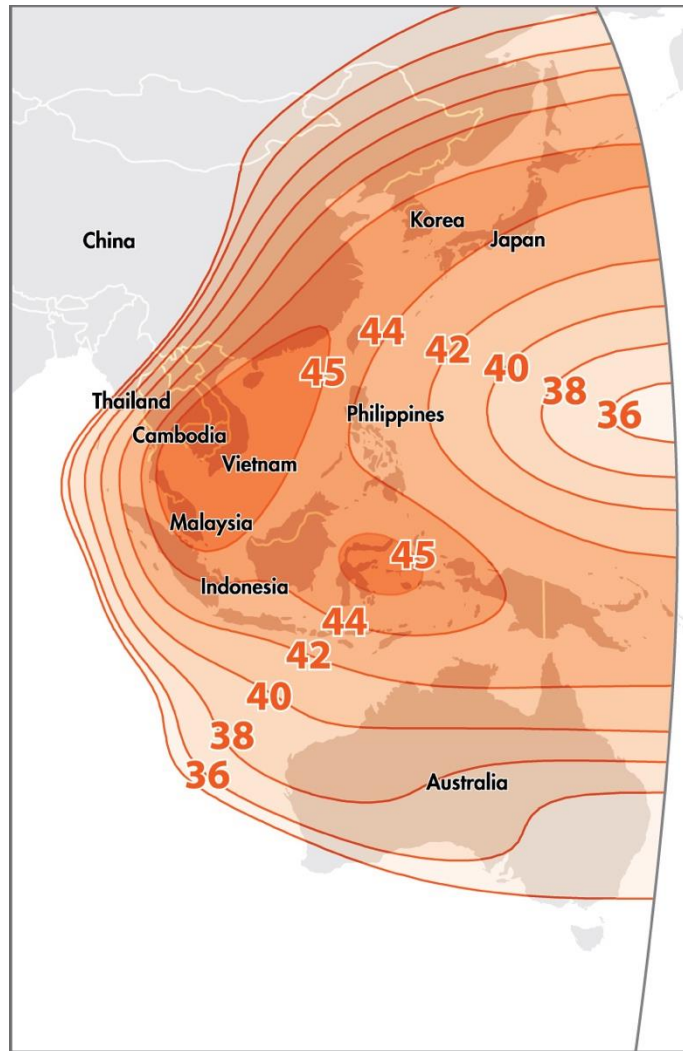 Korea
China
Japan
44
42
45
40
38
Thailand
Philippines
36
Cambodia
Vietnam
Malaysia
45
Indonesia
44
42
40
38
36
Australia